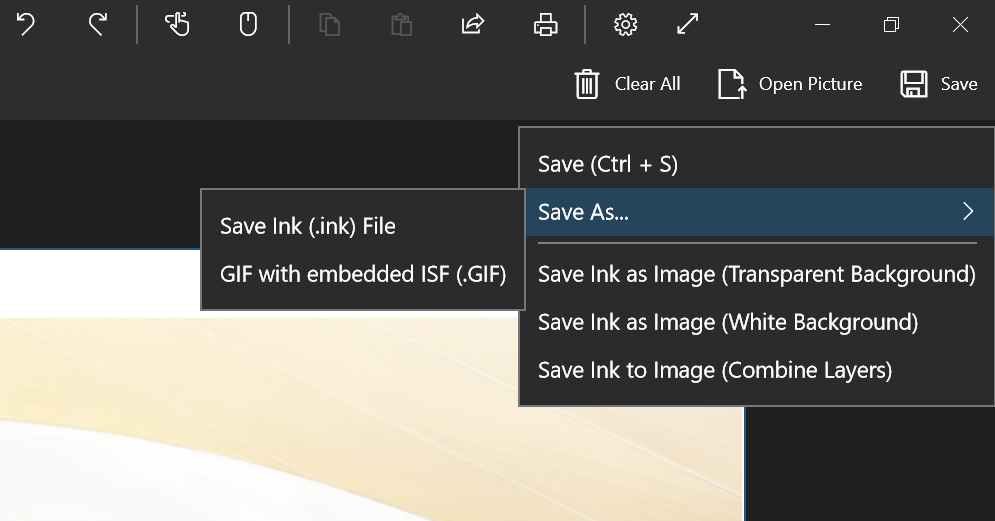 Clear All
Open Picture
Save
Save (Ctrl + S)
Save As...
Save Ink (.ink) File
GIF with embedded ISF (.GIF)
Save Ink as Image (Transparent Background)
Save Ink as Image (White Background)
Save Ink to Image (Combine Layers)